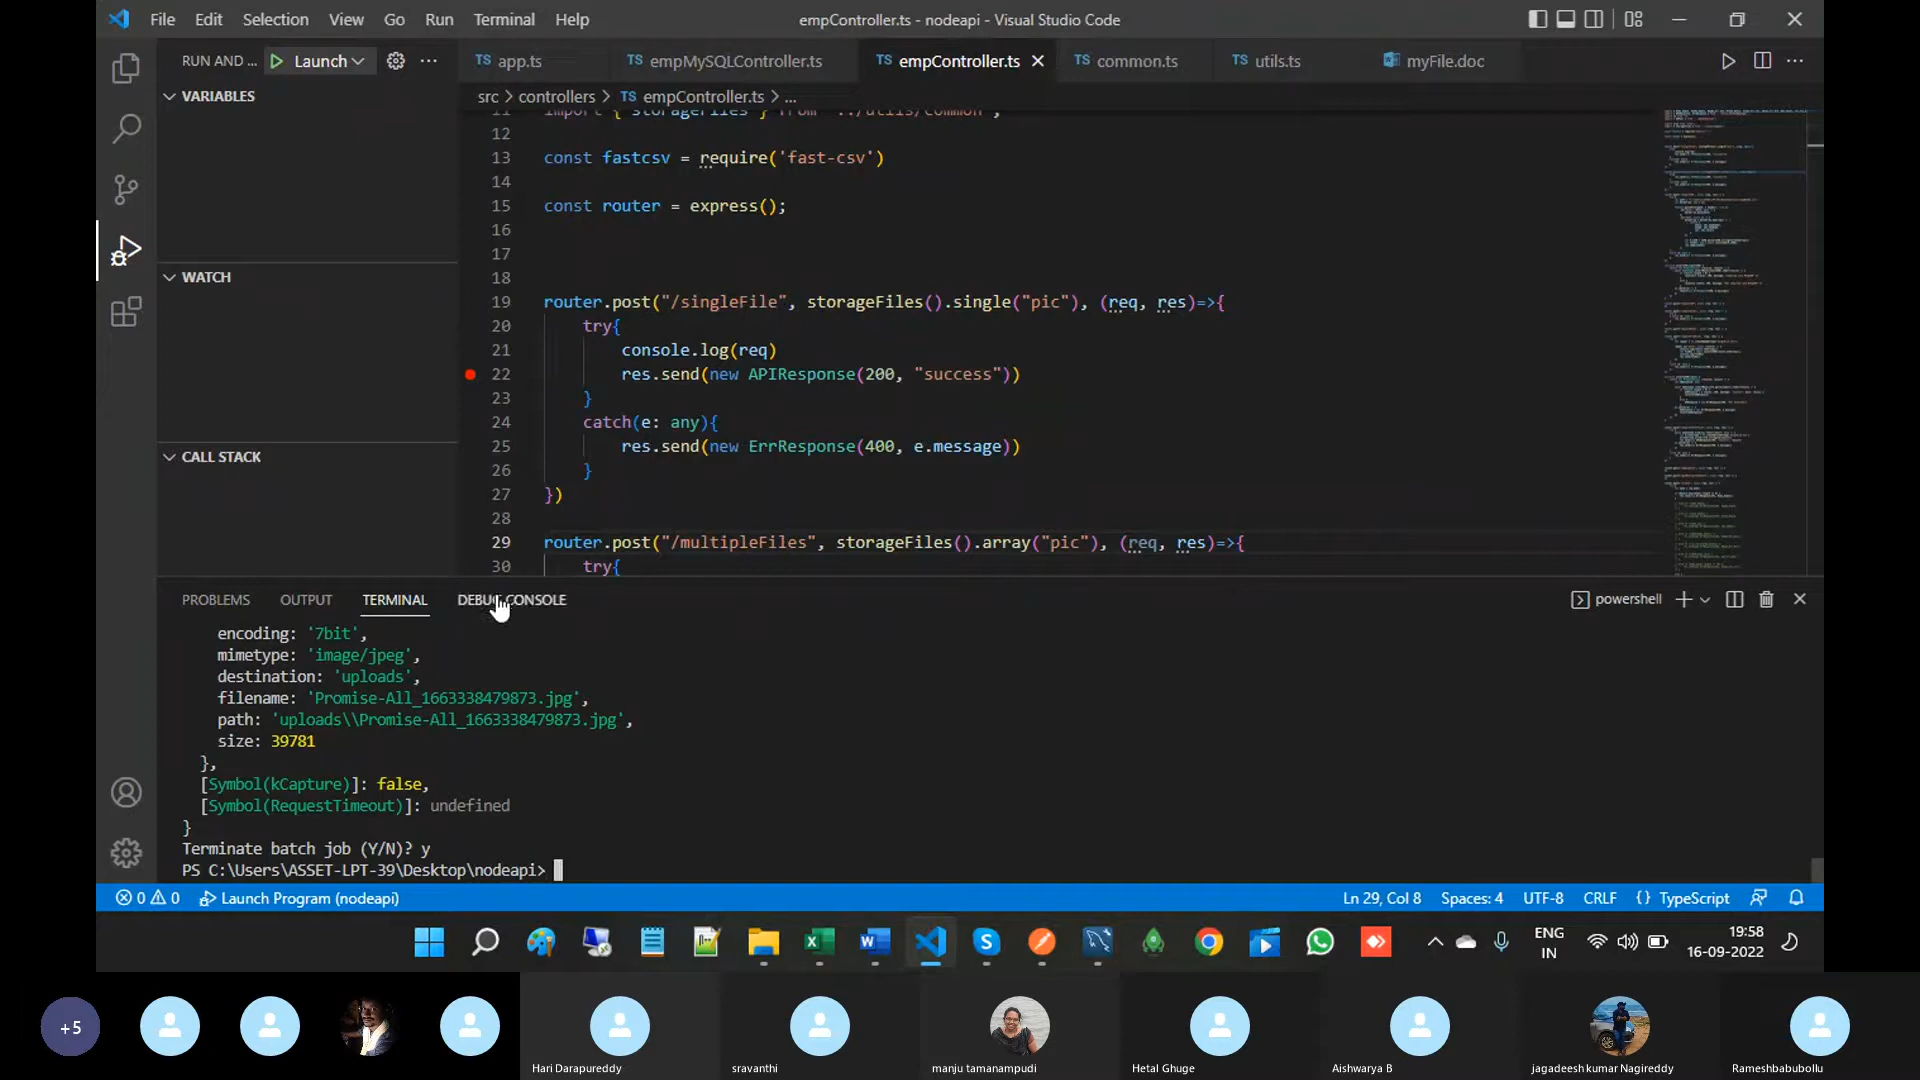 File Edit Selection View Go Run Terminal Help
empController.ts - nodeapi - Visual Studio Code
RUN AND ... Launch
TS app.ts
TS empMySQLController.ts
TS empController.ts
TS common.ts
TS utils.ts
myFile.doc
VARIABLES
WATCH
CALL STACK
src > controllers > TS empController.ts > ...
11 import { storageFiles } from '../utils/common';
12
13 const fastcsv = require('fast-csv')
14
15 const router = express();
16
17
18
19 router.post("/singleFile", storageFiles().single("pic"), (req, res)=>{
20 try{
21 console.log(req)
22 res.send(new APIResponse(200, "success"))
23 }
24 catch(e: any){
25 res.send(new ErrResponse(400, e.message))
26 }
27 })
28
29 router.post("/multipleFiles", storageFiles().array("pic"), (req, res)=>{
30 try{
PROBLEMS OUTPUT TERMINAL DEBUG CONSOLE
powershell
encoding: '7bit',
mimetype: 'image/jpeg',
destination: 'uploads',
filename: 'Promise-All_1663338479873.jpg',
path: 'uploads\\Promise-All_1663338479873.jpg',
size: 39781
},
[Symbol(kCapture)]: false,
[Symbol(RequestTimeout)]: undefined
}
Terminate batch job (Y/N)? y
PS C:\Users\ASSET-LPT-39\Desktop\nodeapi>
0 0 Launch Program (nodeapi)
Ln 29, Col 8 Spaces: 4 UTF-8 CRLF {} TypeScript
ENG
IN
19:58
16-09-2022
+5
Hari Darapureddy
sravanthi
manju tamanampudi
Hetal Ghuge
Aishwarya B
jagadeesh kumar Nagireddy
Rameshbabubollu